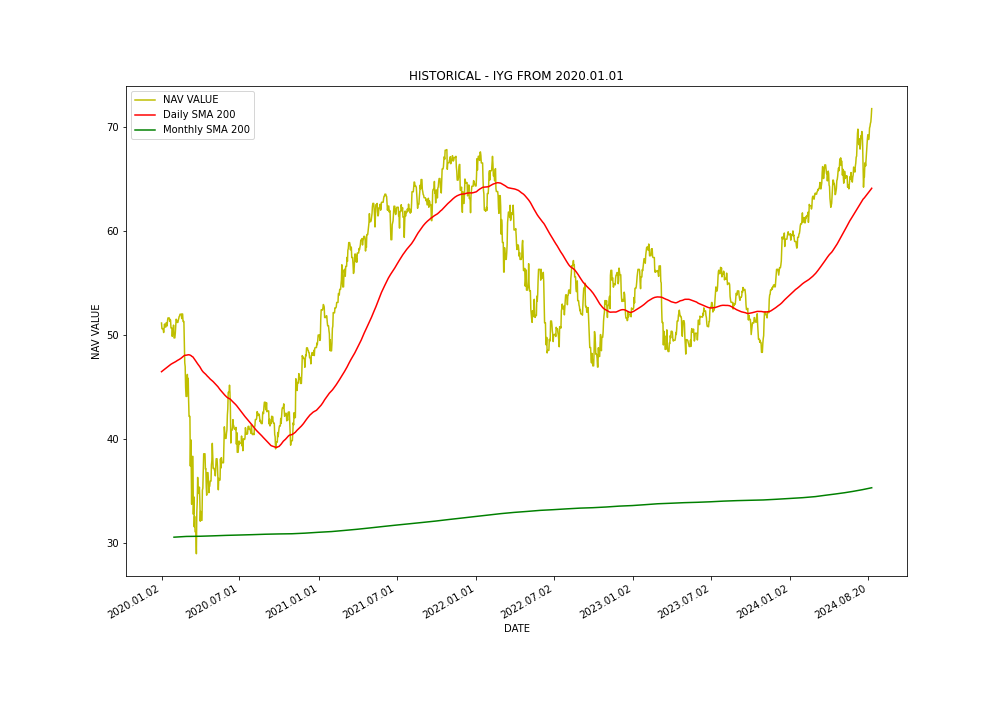 HISTORICAL - IYG FROM 2020.01.01
NAV VALUE
Daily SMA 200
Monthly SMA 200
NAV VALUE
70
60
50
40
30
2020.01.02
2020.07.01
2021.01.01
2021.07.01
2022.01.01
2022.07.02
2023.01.02
2023.07.02
2024.01.02
2024.08.20
DATE